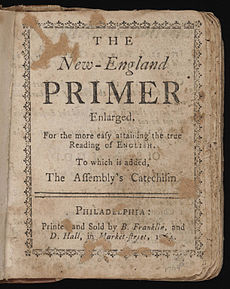 THE
New-England
PRIMER
Enlarged.
For the more easy attaining the true
Reading of ENGLISH.
To which is added,
The Assembly's Catechism.
PHILADELPHIA:
Printed and Sold by B. Franklin, and
D. Hall, in Market-street,